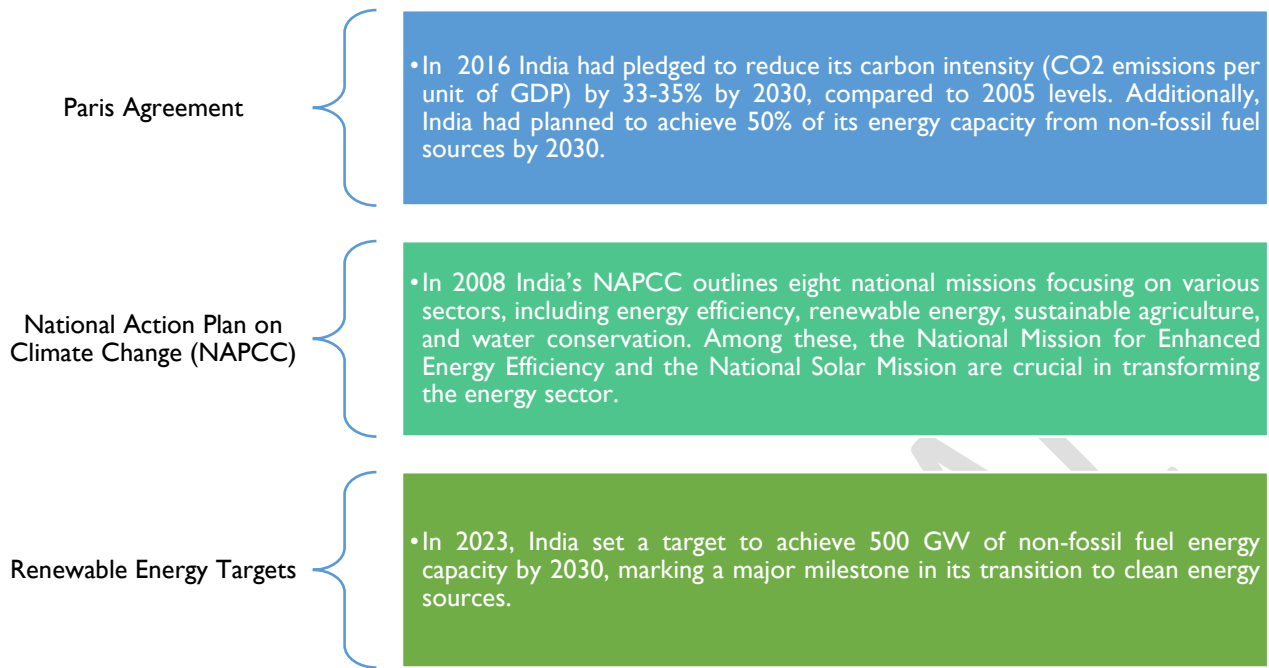 Paris Agreement
•In  2016 India had pledged to reduce its carbon intensity (CO2 emissions per
unit of GDP) by 33-35% by 2030, compared to 2005 levels. Additionally,
India had planned to achieve 50% of its energy capacity from non-fossil fuel
sources by 2030.
National Action Plan on
Climate Change (NAPCC)
•In 2008 India’s NAPCC outlines eight national missions focusing on various
sectors, including energy efficiency, renewable energy, sustainable agriculture,
and water conservation. Among these, the National Mission for Enhanced
Energy Efficiency and the National Solar Mission are crucial in transforming
the energy sector.
Renewable Energy Targets
•In 2023, India set a target to achieve 500 GW of non-fossil fuel energy
capacity by 2030, marking a major milestone in its transition to clean energy
sources.